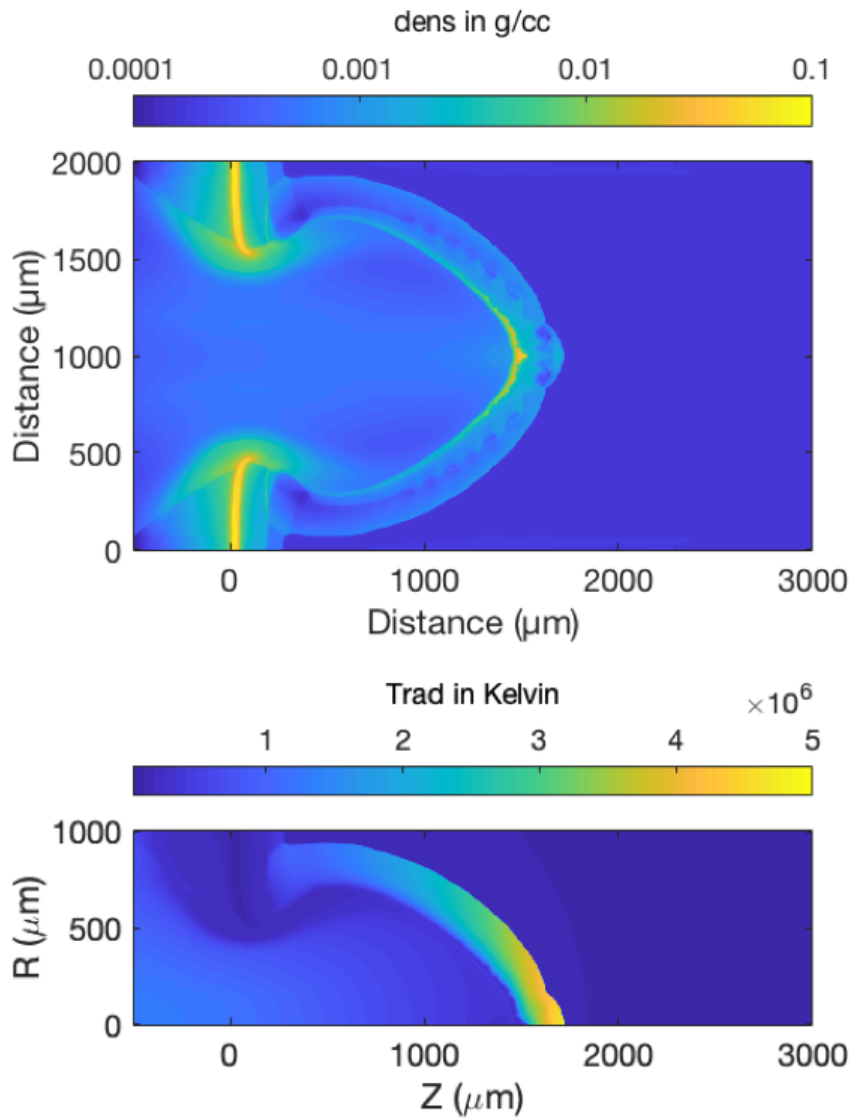 dens in g/cc
0.0001 0.001 0.01 0.1
2000
1500
1000
500
0
Distance (µm)
0 1000 2000 3000
Distance (µm)
Trad in Kelvin ×10⁶
1 2 3 4 5
1000
500
0
R (μm)
0 1000 2000 3000
Z (μm)